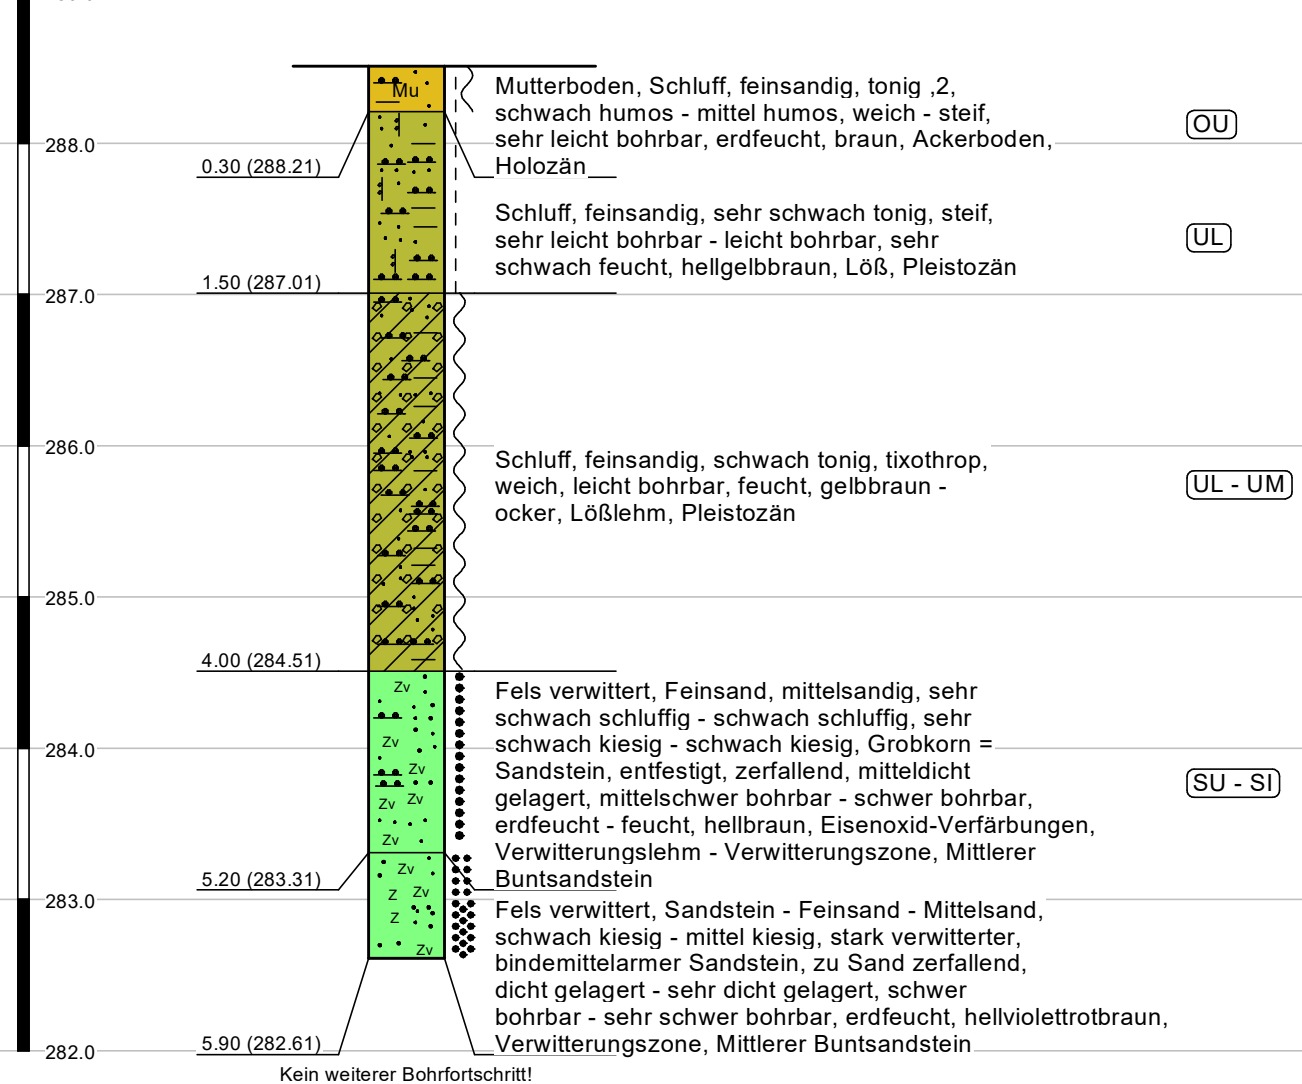 Mutterboden, Schluff, feinsandig, tonig ,2,
schwach humos - mittel humos, weich - steif,
sehr leicht bohrbar, erdfeucht, braun, Ackerboden,
Holozän
Mu
OU
288.0
0.30 (288.21)
Schluff, feinsandig, sehr schwach tonig, steif,
sehr leicht bohrbar - leicht bohrbar, sehr
schwach feucht, hellgelbbraun, Löß, Pleistozän
UL
1.50 (287.01)
287.0
286.0
Schluff, feinsandig, schwach tonig, tixothrop,
weich, leicht bohrbar, feucht, gelbbraun -
ocker, Lößlehm, Pleistozän
UL - UM
285.0
4.00 (284.51)
Fels verwittert, Feinsand, mittelsandig, sehr
schwach schluffig - schwach schluffig, sehr
schwach kiesig - schwach kiesig, Grobkorn =
Sandstein, entfestigt, zerfallend, mitteldicht
gelagert, mittelschwer bohrbar - schwer bohrbar,
erdfeucht - feucht, hellbraun, Eisenoxid-Verfärbungen,
Verwitterungslehm - Verwitterungszone, Mittlerer
Buntsandstein
Zv
Zv
Zv
Zv Zv
Zv
284.0
SU - SI
5.20 (283.31)
283.0
Fels verwittert, Sandstein - Feinsand - Mittelsand,
schwach kiesig - mittel kiesig, stark verwitterter,
bindemittelarmer Sandstein, zu Sand zerfallend,
dicht gelagert - sehr dicht gelagert, schwer
bohrbar - sehr schwer bohrbar, erdfeucht, hellviolettrotbraun,
Verwitterungszone, Mittlerer Buntsandstein
Zv
Z Zv
Z
Zv
5.90 (282.61)
282.0
Kein weiterer Bohrfortschritt!